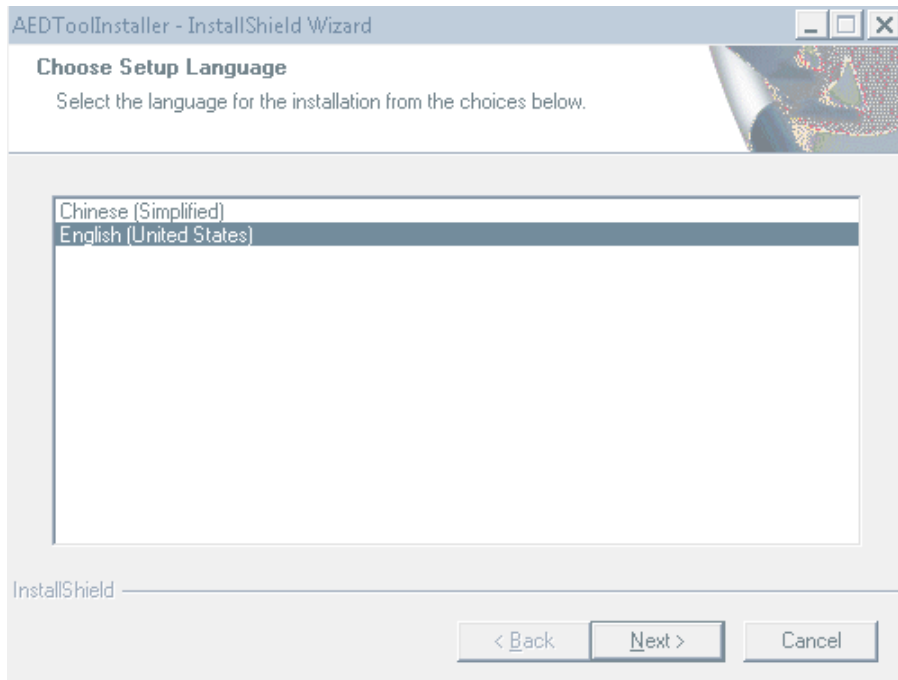 AEDToolInstaller - InstallShield Wizard
Choose Setup Language
Select the language for the installation from the choices below.
Chinese (Simplified)
English (United States)
InstallShield
< Back
Next >
Cancel